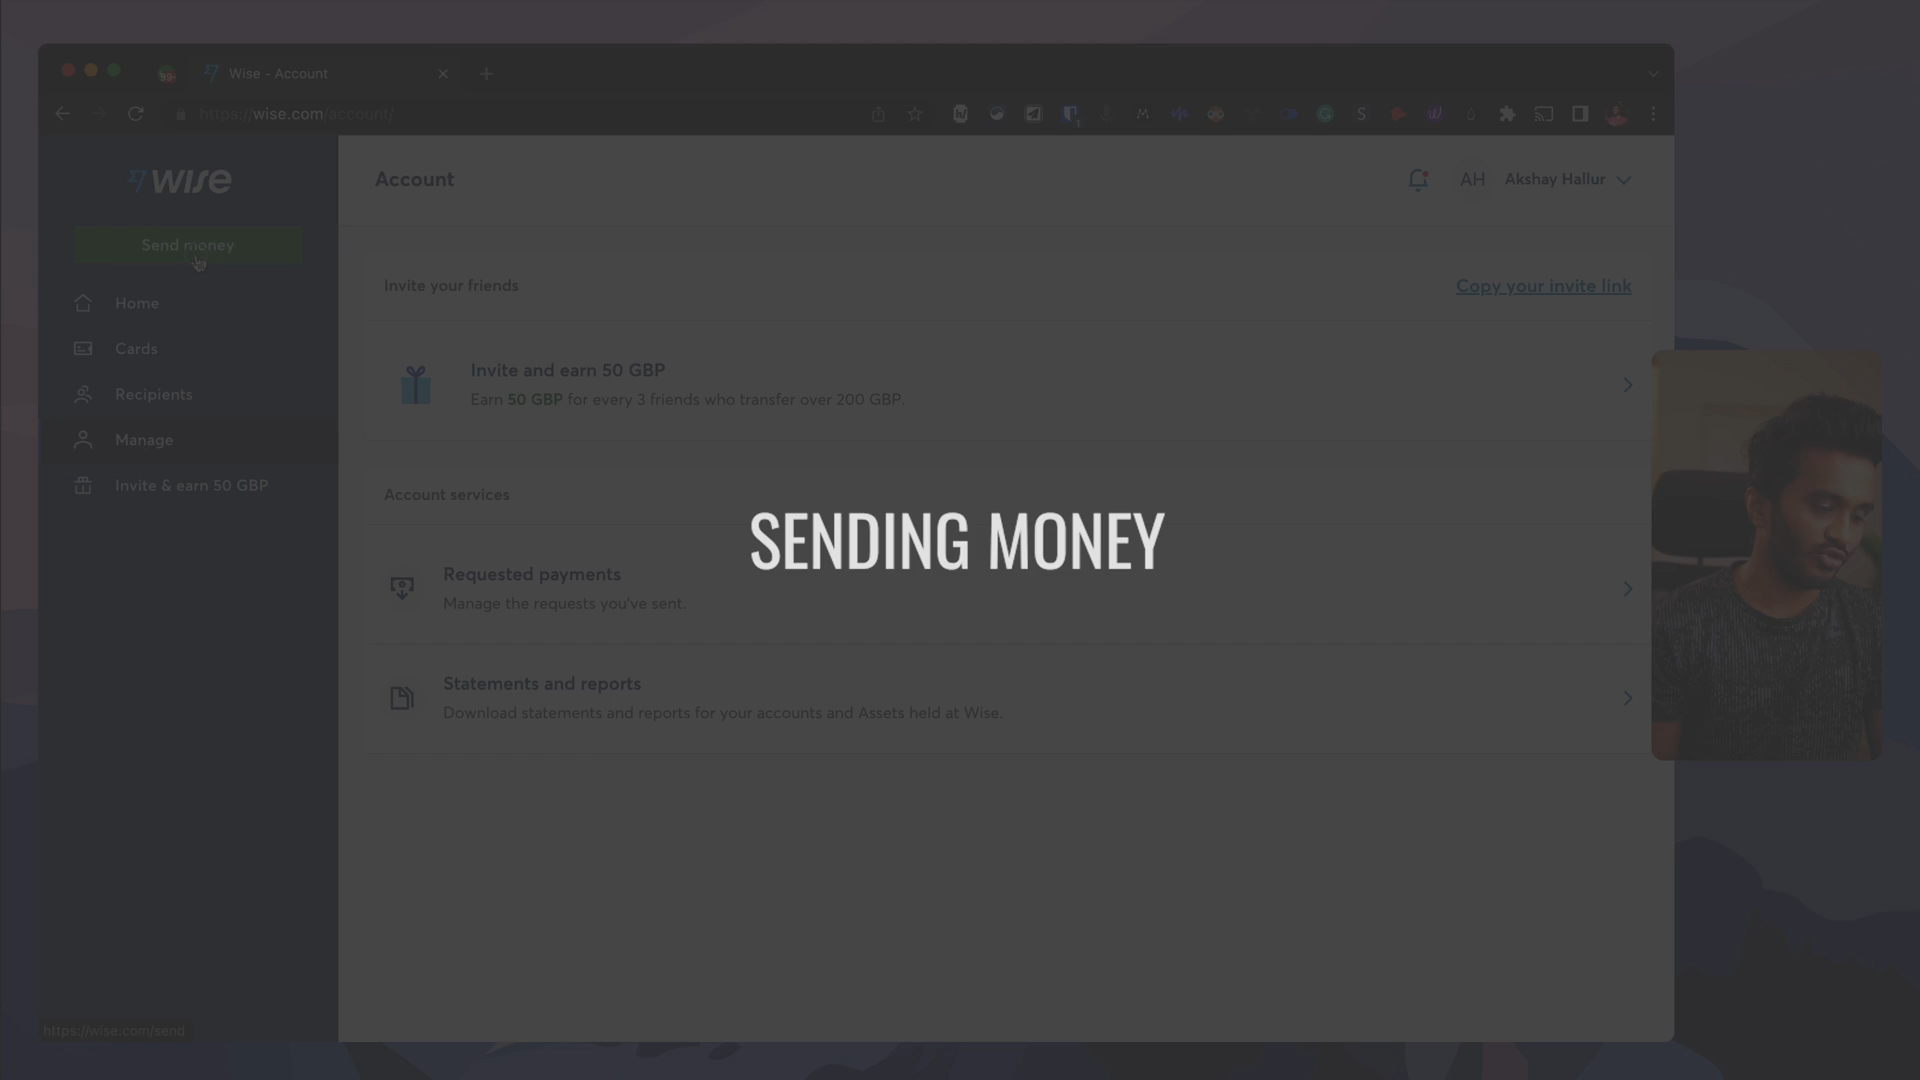 Wise - Account
https://wise.com/account/
WISE
Account
AH
Akshay Hallur
Send money
Home
Cards
Recipients
Manage
Invite & earn 50 GBP
Invite your friends
Copy your invite link
Invite and earn 50 GBP
Earn 50 GBP for every 3 friends who transfer over 200 GBP.
Account services
SENDING MONEY
Requested payments
Manage the requests you've sent.
Statements and reports
Download statements and reports for your accounts and Assets held at Wise.
https://wise.com/send